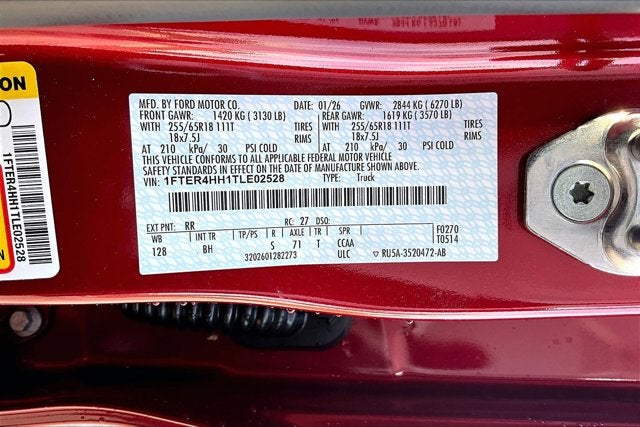 MFD. BY FORD MOTOR CO. DATE: 01/26 GVWR: 2844 KG ( 6270 LB)
FRONT GAWR: 1420 KG ( 3130 LB) REAR GAWR: 1619 KG ( 3570 LB)
WITH 255/65R18 111T TIRES WITH 255/65R18 111T TIRES
18x7.5J RIMS 18x7.5J RIMS
AT 210 kPa/ 30 PSI COLD AT 210 kPa/ 30 PSI COLD
THIS VEHICLE CONFORMS TO ALL APPLICABLE FEDERAL MOTOR VEHICLE
SAFETY STANDARDS IN EFFECT ON THE DATE OF MANUFACTURE SHOWN ABOVE.
VIN: 1FTER4HH1TLE02528 TYPE: Truck
EXT PNT: RR RC: 27 DSO:
WB INT TR TP/PS R AXLE TR SPR F0270
128 BH S 71 T CCAA T0514
3202601282273 ULC RU5A-3520472-AB
ION
1FTER4HH1TLE02528